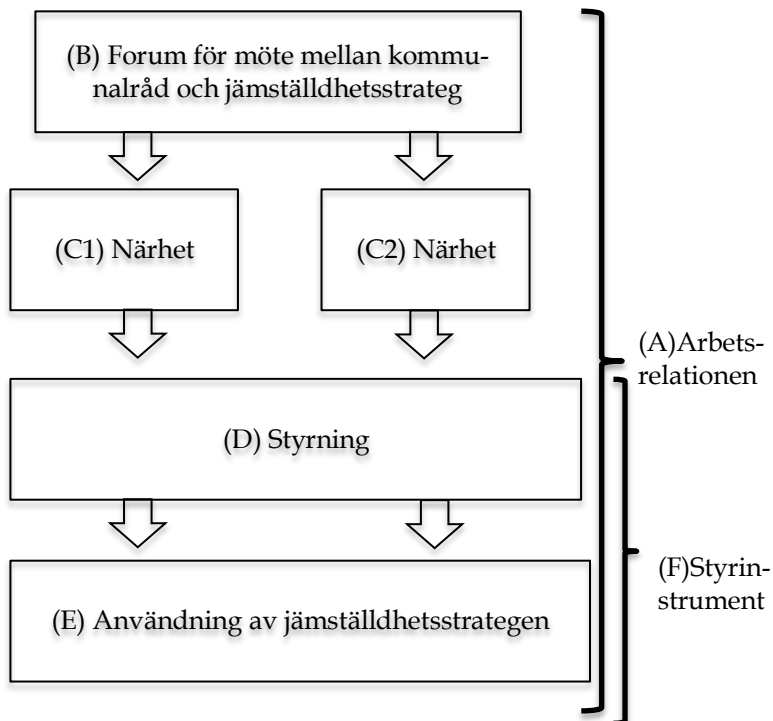 (B) Forum för möte mellan kommu-
nalråd och jämställdhetsstrateg
(C1) Närhet
(C2) Närhet
(A)Arbets-
relationen
(D) Styrning
(F)Styrin-
strument
(E) Användning av jämställdhetsstrategen